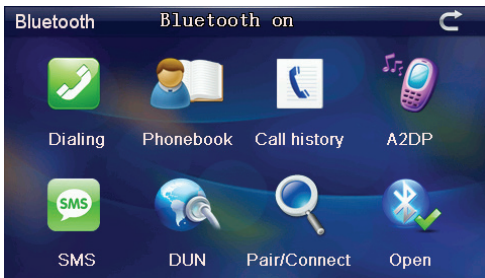 Bluetooth Bluetooth on
Dialing Phonebook Call history A2DP
SMS
SMS DUN Pair/Connect Open